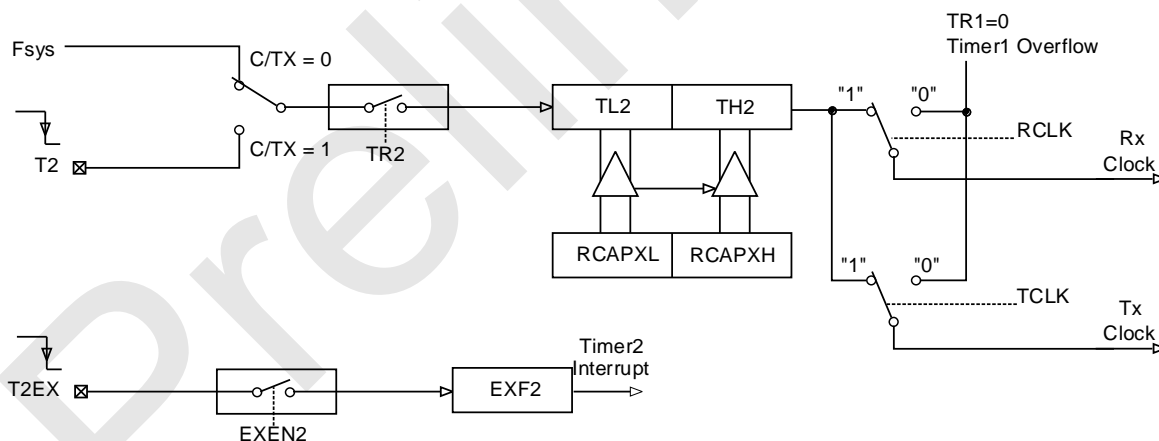 TR1=0
Timer1 Overflow
Fsys
C/TX = 0
"1"
"0"
TL2
TH2
RCLK
Rx
Clock
T2
C/TX = 1
TR2
RCAPXL
RCAPXH
"1"
"0"
TCLK
Tx
Clock
Timer2
Interrupt
T2EX
EXF2
EXEN2
Prelin